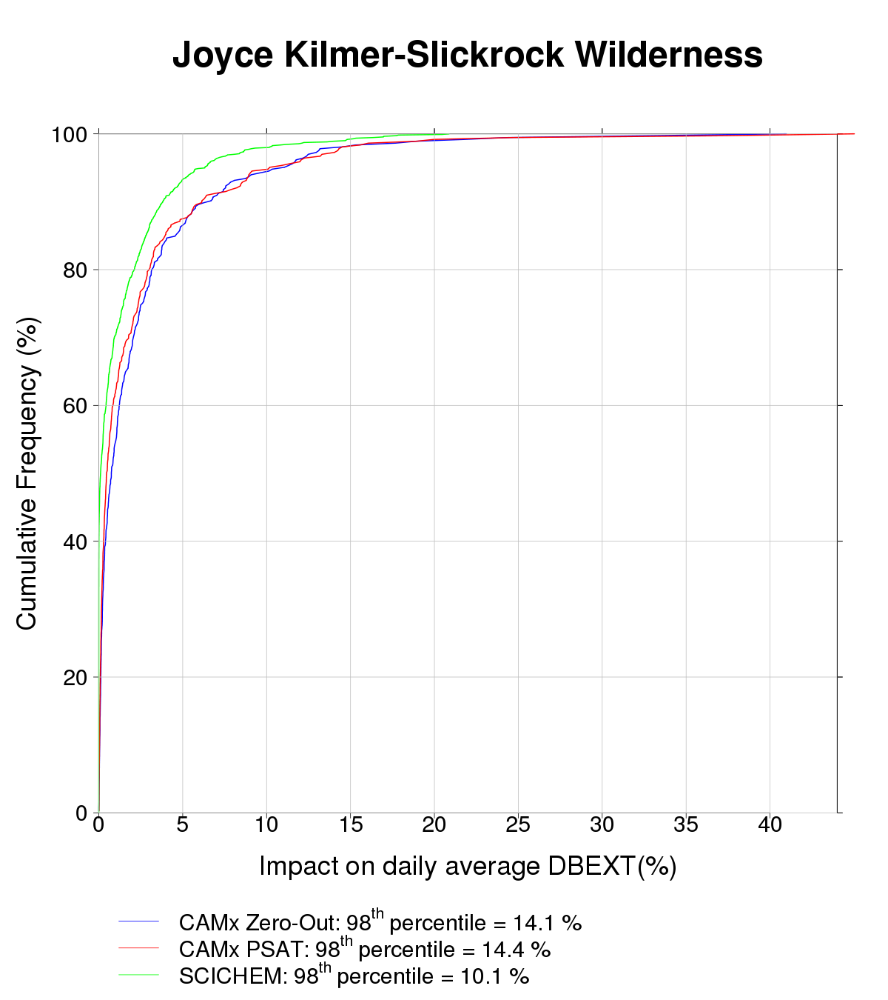 Joyce Kilmer-Slickrock Wilderness
100
80
60
40
20
0
Cumulative Frequency (%)
0 5 10 15 20 25 30 35 40
Impact on daily average DBEXT(%)
CAMx Zero-Out: 98th percentile = 14.1 %
CAMx PSAT: 98th percentile = 14.4 %
SCICHEM: 98th percentile = 10.1 %